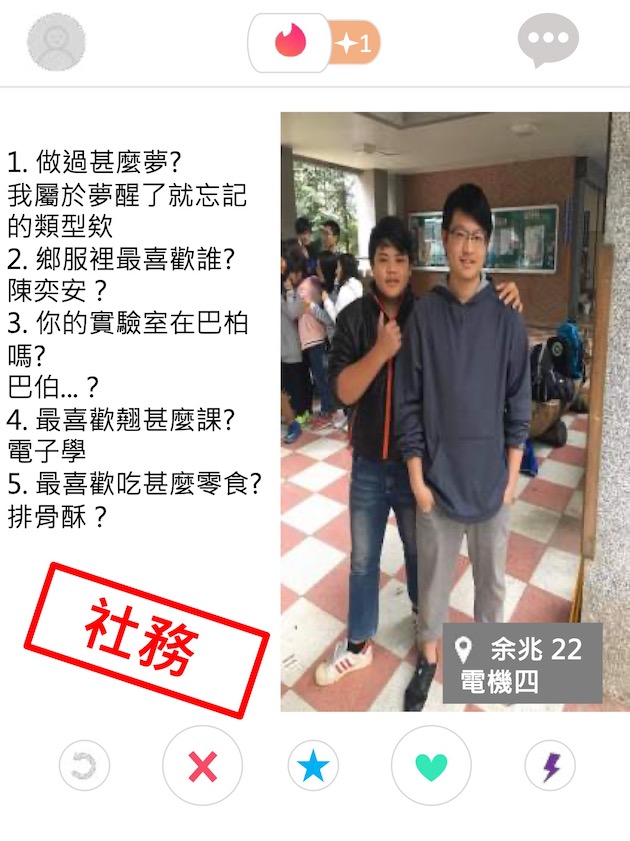 1
1. 做過甚麼夢?
我屬於夢醒了就忘記
的類型欸
2. 鄉服裡最喜歡誰?
陳奕安？
3. 你的實驗室在巴柏
嗎?
巴伯...？
4. 最喜歡翹甚麼課?
電子學
5. 最喜歡吃甚麼零食?
排骨酥？
社務
余兆 22
電機四